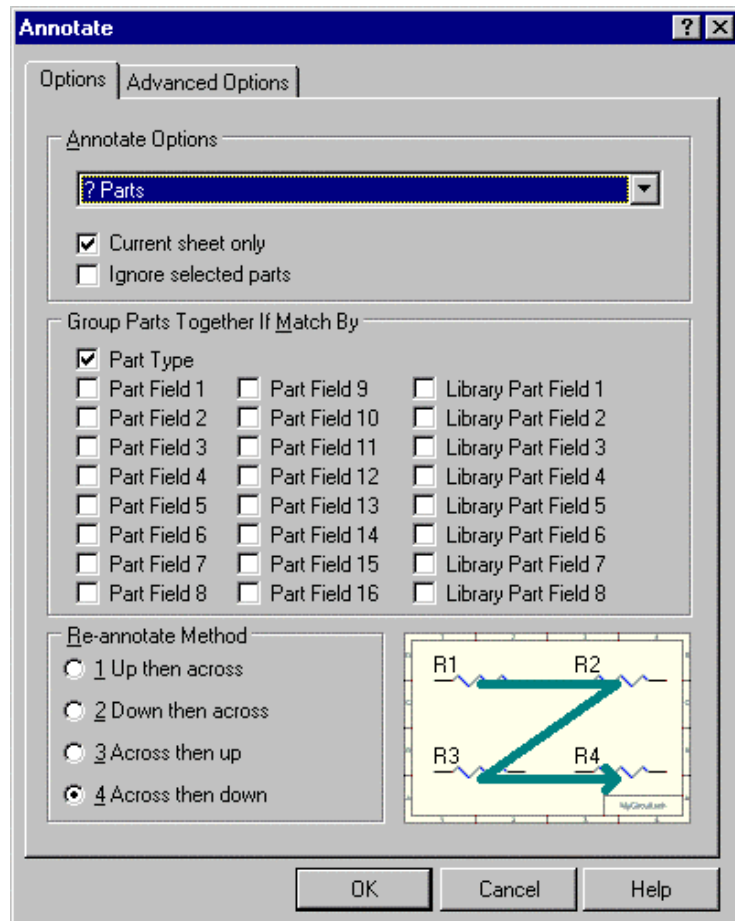 Annotate
Options Advanced Options
Annotate Options
? Parts
Current sheet only
Ignore selected parts
Group Parts Together If Match By
Part Type
Part Field 1 Part Field 9 Library Part Field 1
Part Field 2 Part Field 10 Library Part Field 2
Part Field 3 Part Field 11 Library Part Field 3
Part Field 4 Part Field 12 Library Part Field 4
Part Field 5 Part Field 13 Library Part Field 5
Part Field 6 Part Field 14 Library Part Field 6
Part Field 7 Part Field 15 Library Part Field 7
Part Field 8 Part Field 16 Library Part Field 8
Re-annotate Method
1 Up then across
2 Down then across
3 Across then up
4 Across then down
R1 R2
R3 R4
OK Cancel Help